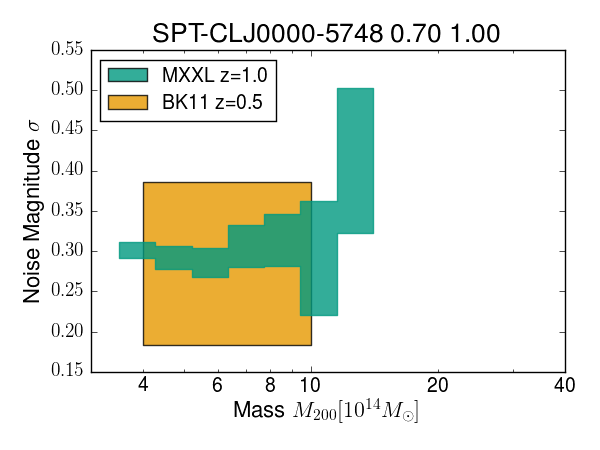 SPT-CLJ0000-5748 0.70 1.00
0.55
0.50
0.45
0.40
0.35
0.30
0.25
0.20
0.15
Noise Magnitude σ
MXXL z=1.0
BK11 z=0.5
4 6 8 10 20 40
Mass M₂₀₀[10¹⁴M☉]